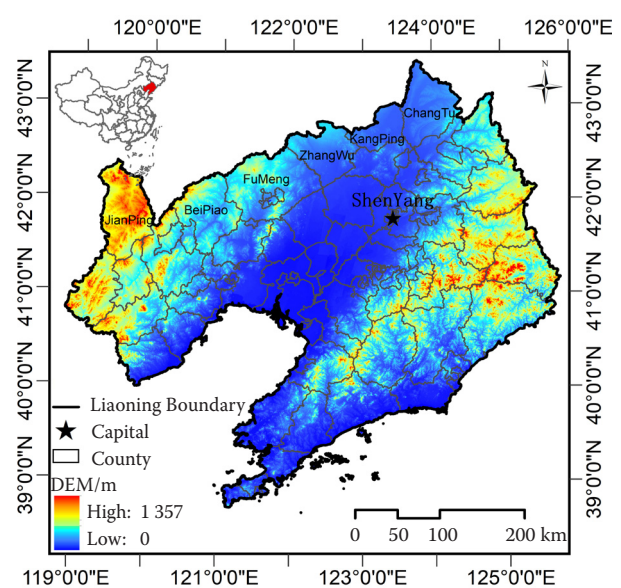 120°0'0"E 122°0'0"E 124°0'0"E 126°0'0"E
N
43°0'0"N
43°0'0"N
ChangTu
KangPing
ZhangWu
FuMeng
42°0'0"N
42°0'0"N
ShenYang
BeiPiao
JianPing
41°0'0"N
41°0'0"N
40°0'0"N
40°0'0"N
Liaoning Boundary
Capital
County
39°0'0"N
39°0'0"N
DEM/m
High: 1 357
Low: 0
0 50 100 200 km
119°0'0"E 121°0'0"E 123°0'0"E 125°0'0"E